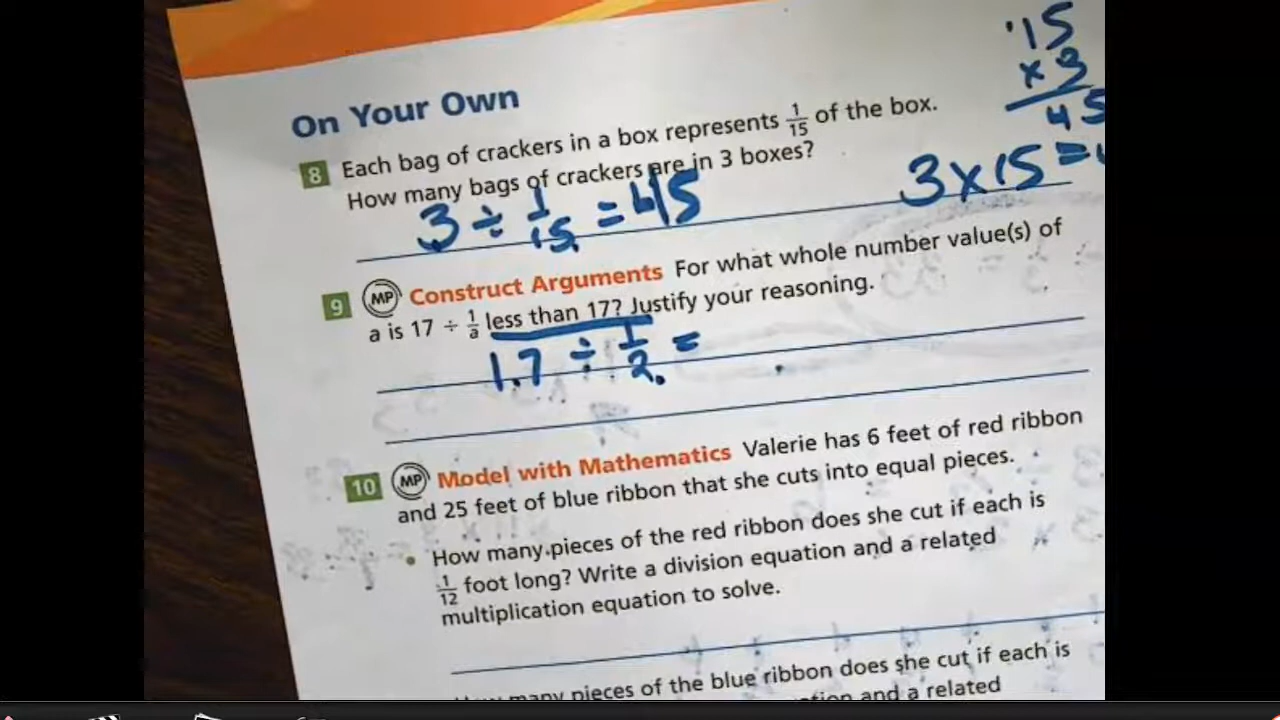 On Your Own
15
x 3
45
8 Each bag of crackers in a box represents 1/15 of the box.
How many bags of crackers are in 3 boxes?
3 ÷ 1/15 = 45
3 x 15 =
9 MP Construct Arguments For what whole number value(s) of
a is 17 ÷ 1/a less than 17? Justify your reasoning.
17 ÷ 1/2 =
10 MP Model with Mathematics Valerie has 6 feet of red ribbon
and 25 feet of blue ribbon that she cuts into equal pieces.
• How many pieces of the red ribbon does she cut if each is
1/12 foot long? Write a division equation and a related
multiplication equation to solve.
many pieces of the blue ribbon does she cut if each is
and a related